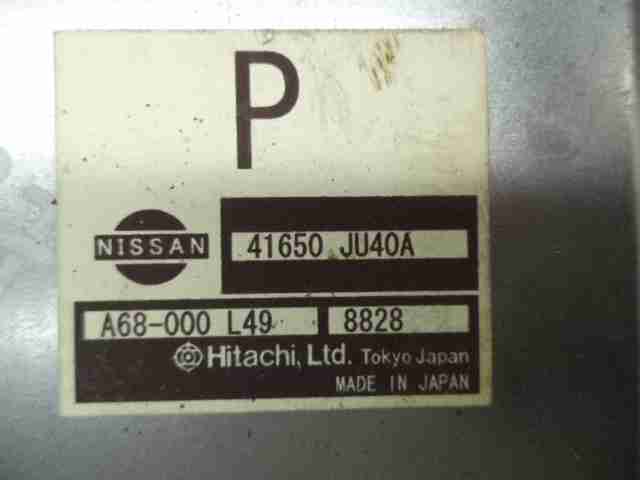 P
NISSAN 41650 JU40A
A68-000 L49 8828
Hitachi, Ltd. Tokyo Japan
MADE IN JAPAN